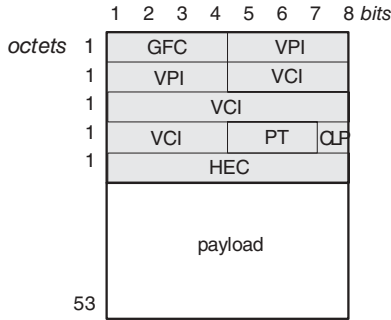 1 2 3 4 5 6 7 8 bits
octets 1 GFC VPI
1 VPI VCI
1 VCI
1 VCI PT CLP
1 HEC
payload
53